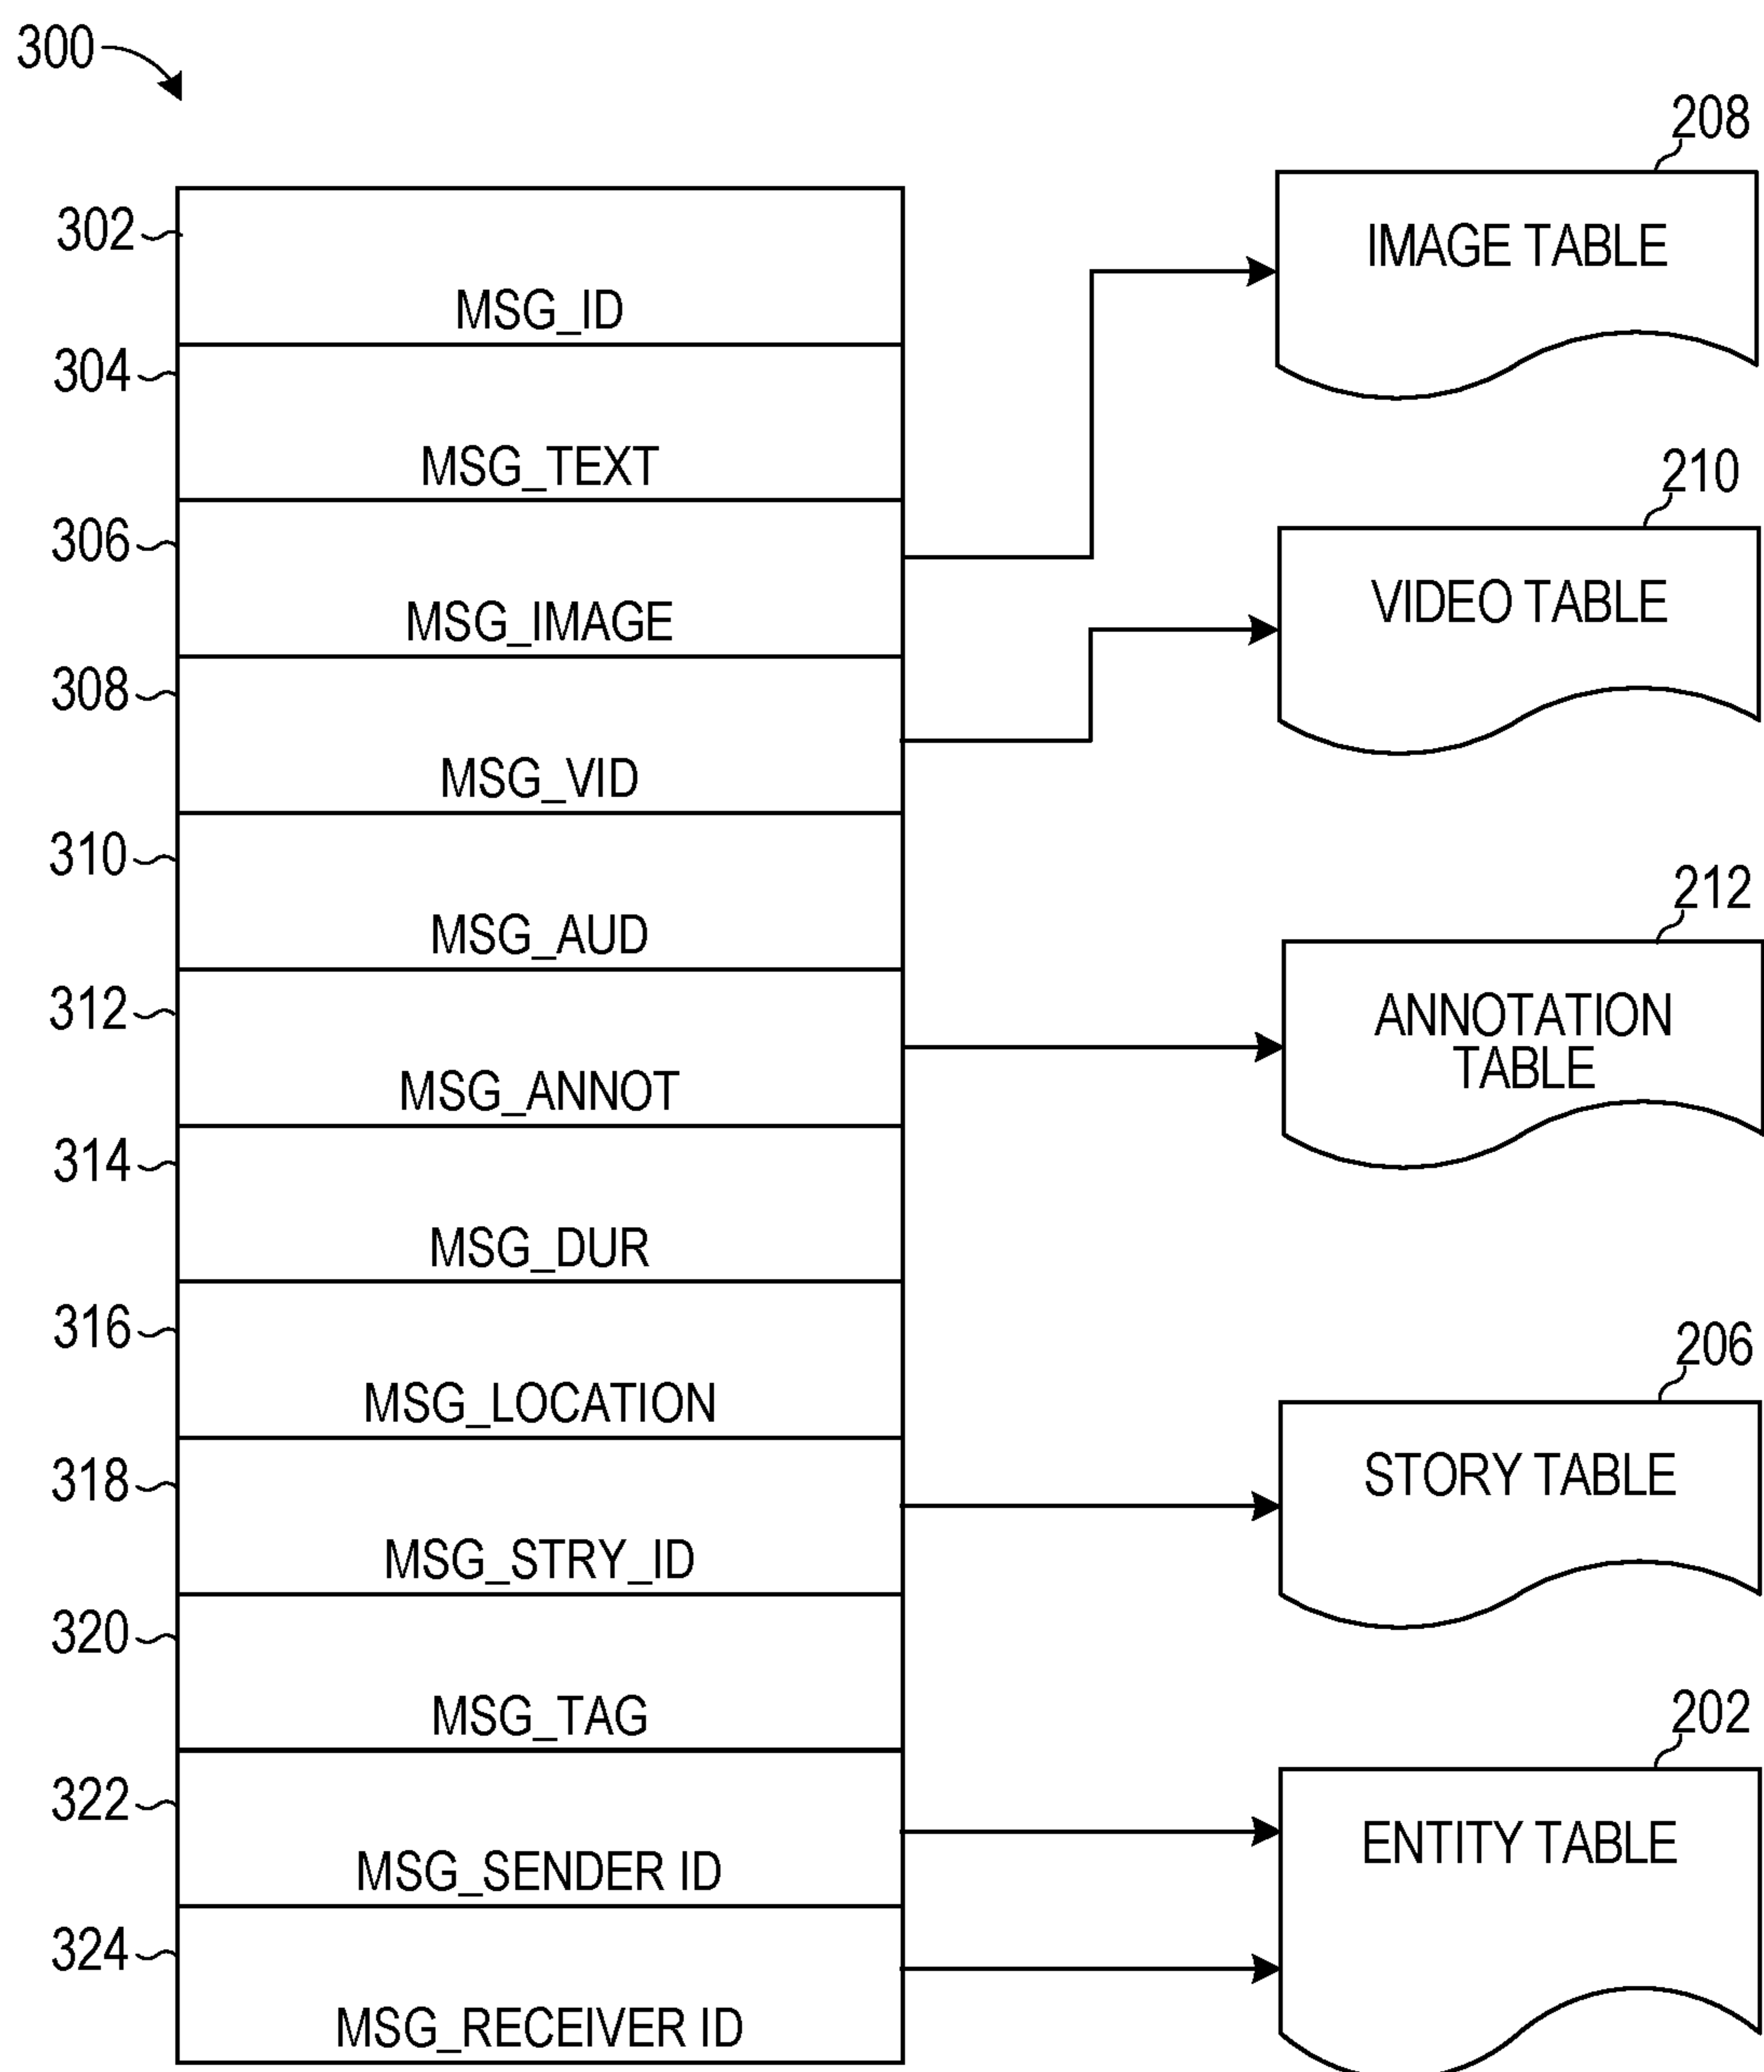 300
302
MSG_ID
304
MSG_TEXT
306
MSG_IMAGE
308
MSG_VID
310
MSG_AUD
312
MSG_ANNOT
314
MSG_DUR
316
MSG_LOCATION
318
MSG_STRY_ID
320
MSG_TAG
322
MSG_SENDER ID
324
MSG_RECEIVER ID
208
IMAGE TABLE
210
VIDEO TABLE
212
ANNOTATION
TABLE
206
STORY TABLE
202
ENTITY TABLE